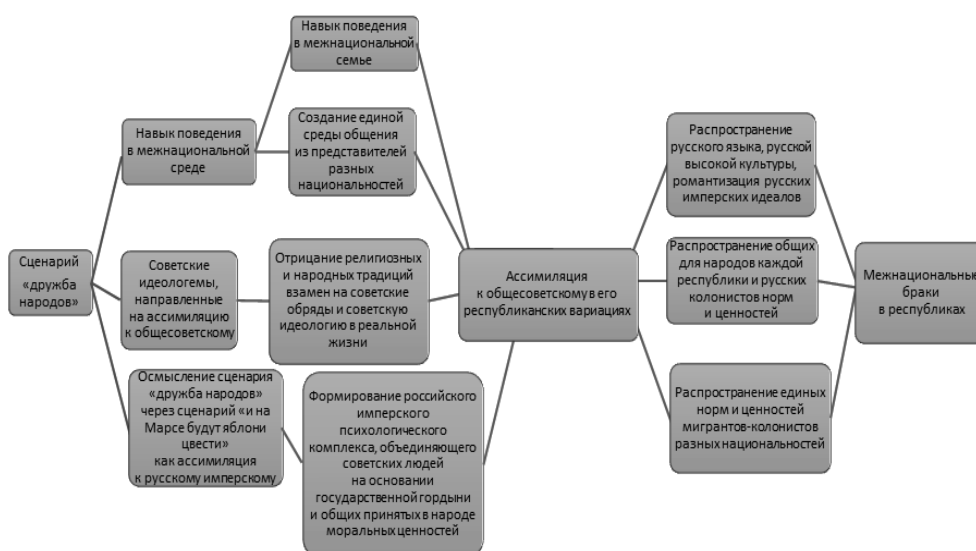 Сценарий
«дружба
народов»
Навык поведения
в межнациональной
среде
Советские
идеологемы,
направленные
на ассимиляцию
к общесоветскому
Осмысление сценария
«дружба народов»
через сценарий «и на
Марсе будут яблони
цвести»
как ассимиляция
к русскому имперскому
Навык поведения
в межнациональной
семье
Создание единой
среды общения
из представителей
разных
национальностей
Отрицание религиозных
и народных традиций
взамен на советские
обряды и советскую
идеологию в реальной
жизни
Формирование российского
имперского
психологического
комплекса, объединяющего
советских людей
на основании
государственной гордыни
и общих принятых в народе
моральных ценностей
Ассимиляция
к общесоветскому в его
республиканских вариациях
Распространение
русского языка, русской
высокой культуры,
романтизация русских
имперских идеалов
Распространение общих
для народов каждой
республики и русских
колонистов норм
и ценностей
Распространение единых
норм и ценностей
мигрантов-колонистов
разных национальностей
Межнациональные
браки
в республиках